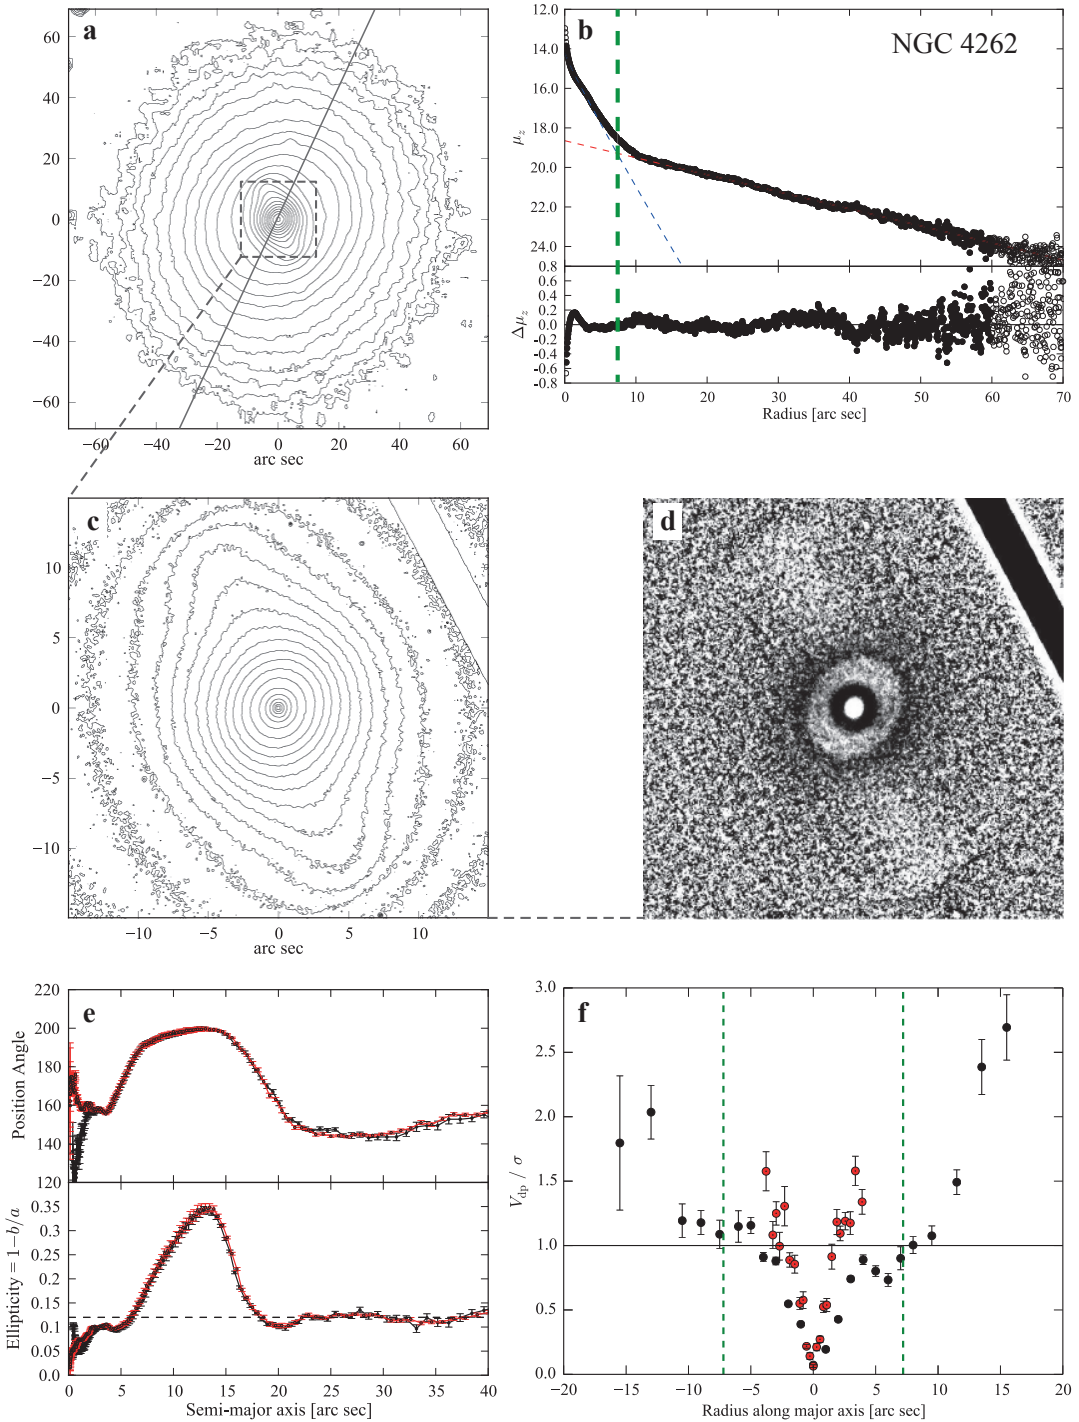 a
60
40
20
0
−20
−40
−60
−60 −40 −20 0 20 40 60
arc sec
b
NGC 4262
12.0
14.0
16.0
18.0
20.0
22.0
24.0
μz
0.8
0.6
0.4
0.2
0.0
-0.2
-0.4
-0.6
-0.8
Δμz
0 10 20 30 40 50 60 70
Radius [arc sec]
c
10
5
0
−5
−10
−10 −5 0 5 10
arc sec
d
e
220
200
180
160
140
120
Position Angle
0.35
0.3
0.25
0.2
0.15
0.1
0.05
0.0
Ellipticity = 1−b/a
0 5 10 15 20 25 30 35 40
Semi-major axis [arc sec]
f
3.0
2.5
2.0
1.5
1.0
0.5
0.0
Vdp / σ
−20 −15 −10 −5 0 5 10 15 20
Radius along major axis [arc sec]